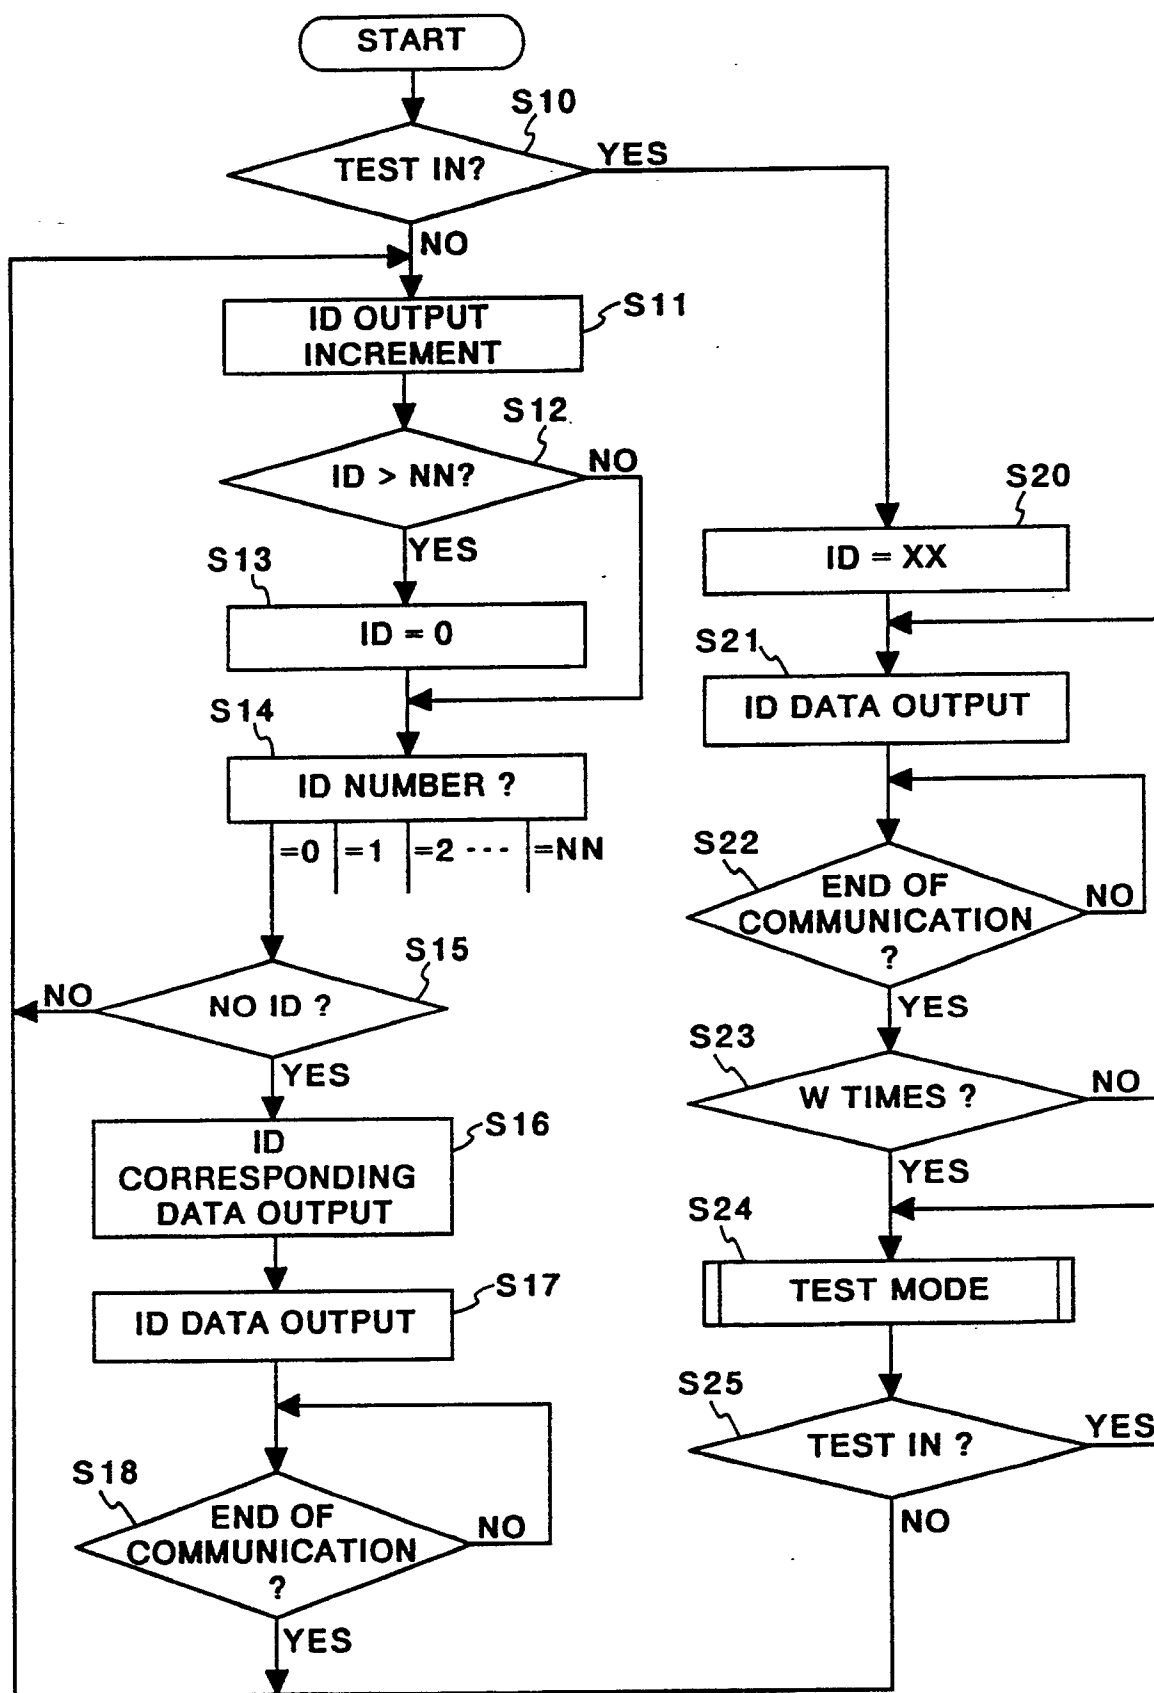 START
S10
TEST IN?
YES
NO
ID OUTPUT
INCREMENT
S11
S12
ID > NN?
NO
YES
S13
ID = 0
S14
ID NUMBER ?
=0 =1 =2 --- =NN
S15
NO ID ?
NO
YES
ID
CORRESPONDING
DATA OUTPUT
S16
S17
ID DATA OUTPUT
S18
END OF
COMMUNICATION
?
NO
YES
S20
ID = XX
S21
ID DATA OUTPUT
S22
END OF
COMMUNICATION
?
NO
YES
S23
W TIMES ?
NO
YES
S24
TEST MODE
S25
TEST IN ?
YES
NO